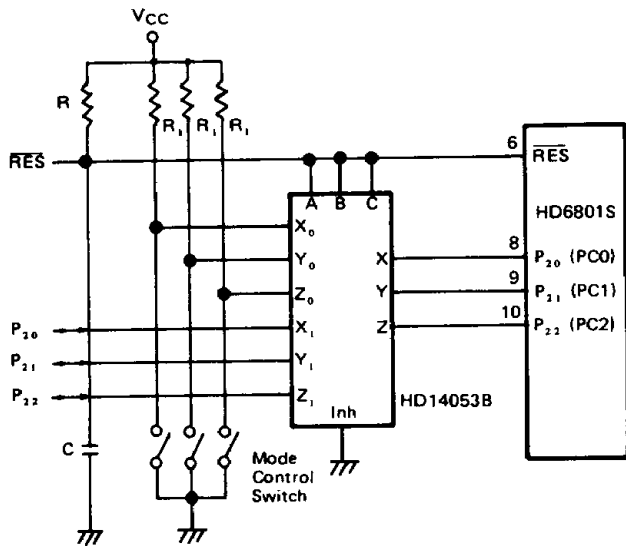 VCC
R
R₁
R₁
R₁
RES
6
RES
A
B
C
HD6801S
X₀
Y₀
Z₀
X₁
Y₁
Z₁
X
Y
Z
8
P₂₀ (PC0)
9
P₂₁ (PC1)
10
P₂₂ (PC2)
P₂₀
P₂₁
P₂₂
Inh
HD14053B
C
Mode
Control
Switch